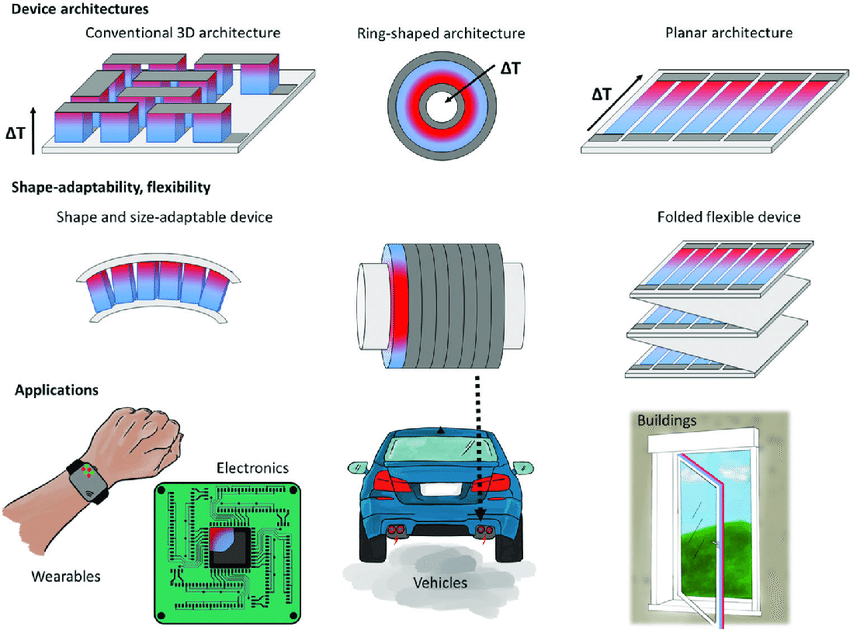 Device architectures
Conventional 3D architecture
Ring-shaped architecture
Planar architecture
ΔT
ΔT
ΔT
Shape-adaptability, flexibility
Shape and size-adaptable device
Folded flexible device
Applications
Buildings
Electronics
Wearables
Vehicles